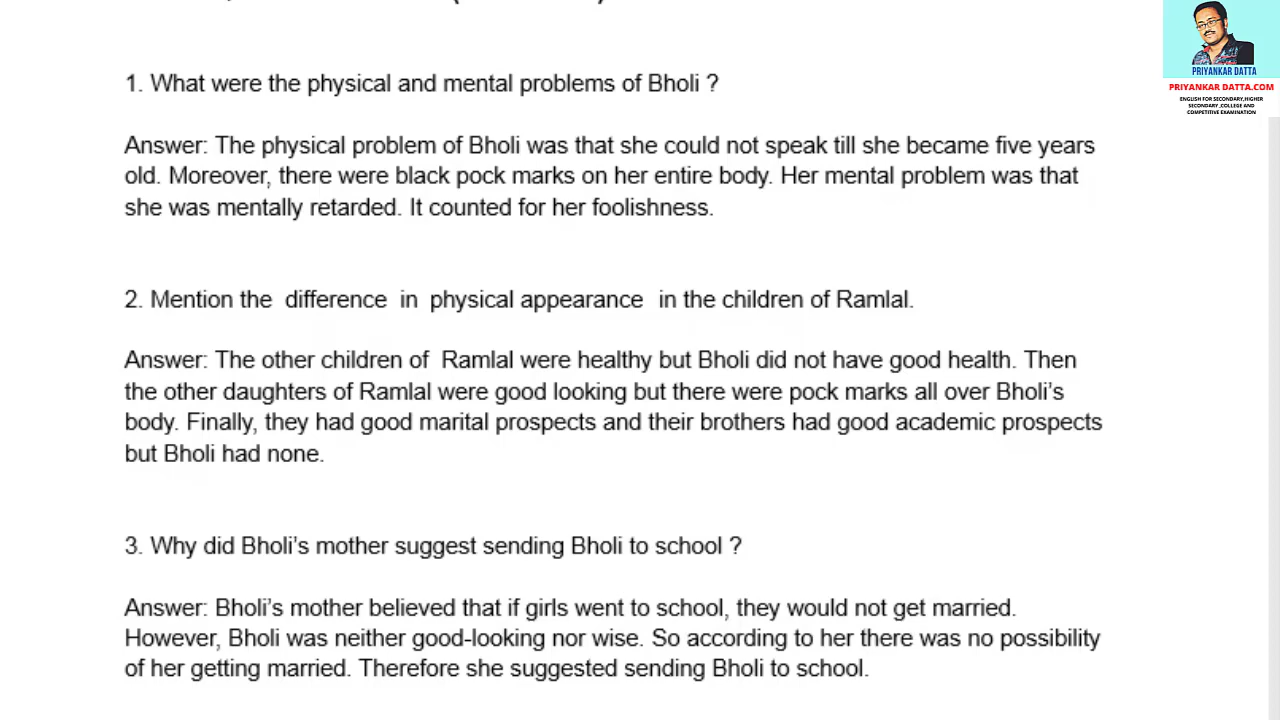 1. What were the physical and mental problems of Bholi ?
Answer: The physical problem of Bholi was that she could not speak till she became five years
old. Moreover, there were black pock marks on her entire body. Her mental problem was that
she was mentally retarded. It counted for her foolishness.
2. Mention the difference in physical appearance in the children of Ramlal.
Answer: The other children of Ramlal were healthy but Bholi did not have good health. Then
the other daughters of Ramlal were good looking but there were pock marks all over Bholi’s
body. Finally, they had good marital prospects and their brothers had good academic prospects
but Bholi had none.
3. Why did Bholi’s mother suggest sending Bholi to school ?
Answer: Bholi’s mother believed that if girls went to school, they would not get married.
However, Bholi was neither good-looking nor wise. So according to her there was no possibility
of her getting married. Therefore she suggested sending Bholi to school.
PRIYANKAR DATTA
PRIYANKAR DATTA.COM
ENGLISH FOR SECONDARY,HIGHER
SECONDARY ,COLLEGE AND
COMPETITIVE EXAMINATION